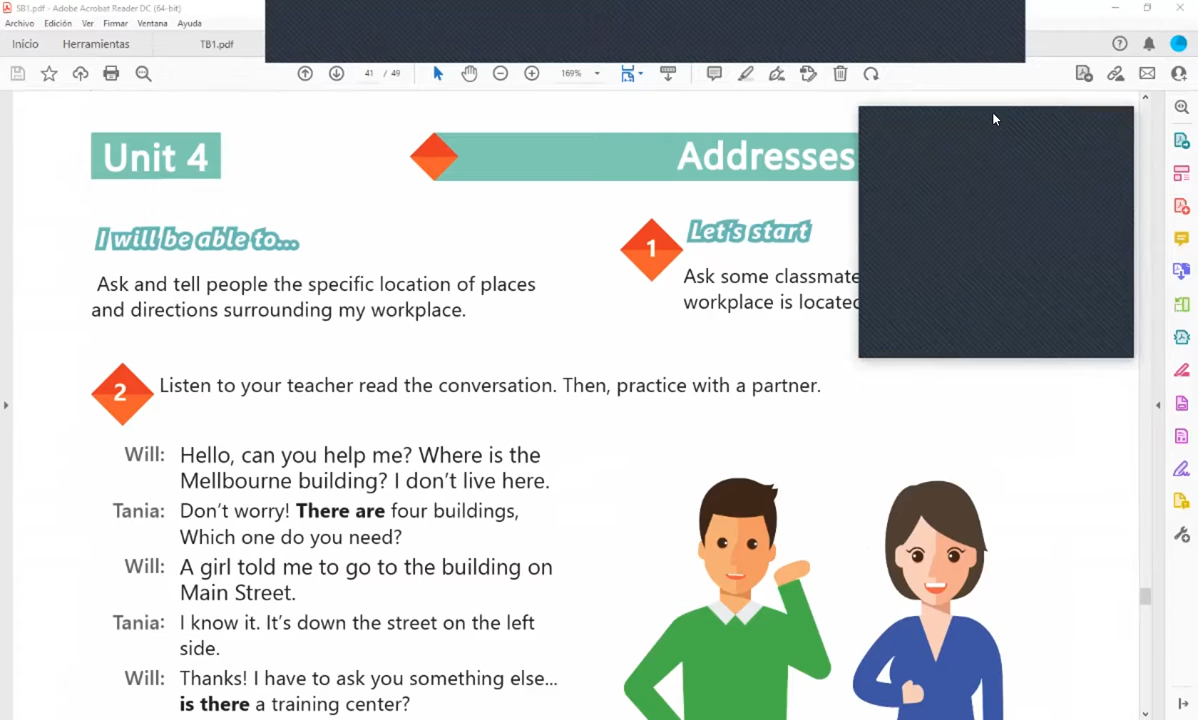 SB1.pdf - Adobe Acrobat Reader DC (64-bit)
Archivo Edición Ver Firmar Ventana Ayuda
Inicio Herramientas TB1.pdf
41 / 49 169%
Unit 4
Addresses
I will be able to...
1 Let's start
Ask and tell people the specific location of places
and directions surrounding my workplace.
Ask some classmate
workplace is located
2 Listen to your teacher read the conversation. Then, practice with a partner.
Will: Hello, can you help me? Where is the
Mellbourne building? I don't live here.
Tania: Don't worry! There are four buildings,
Which one do you need?
Will: A girl told me to go to the building on
Main Street.
Tania: I know it. It's down the street on the left
side.
Will: Thanks! I have to ask you something else...
is there a training center?